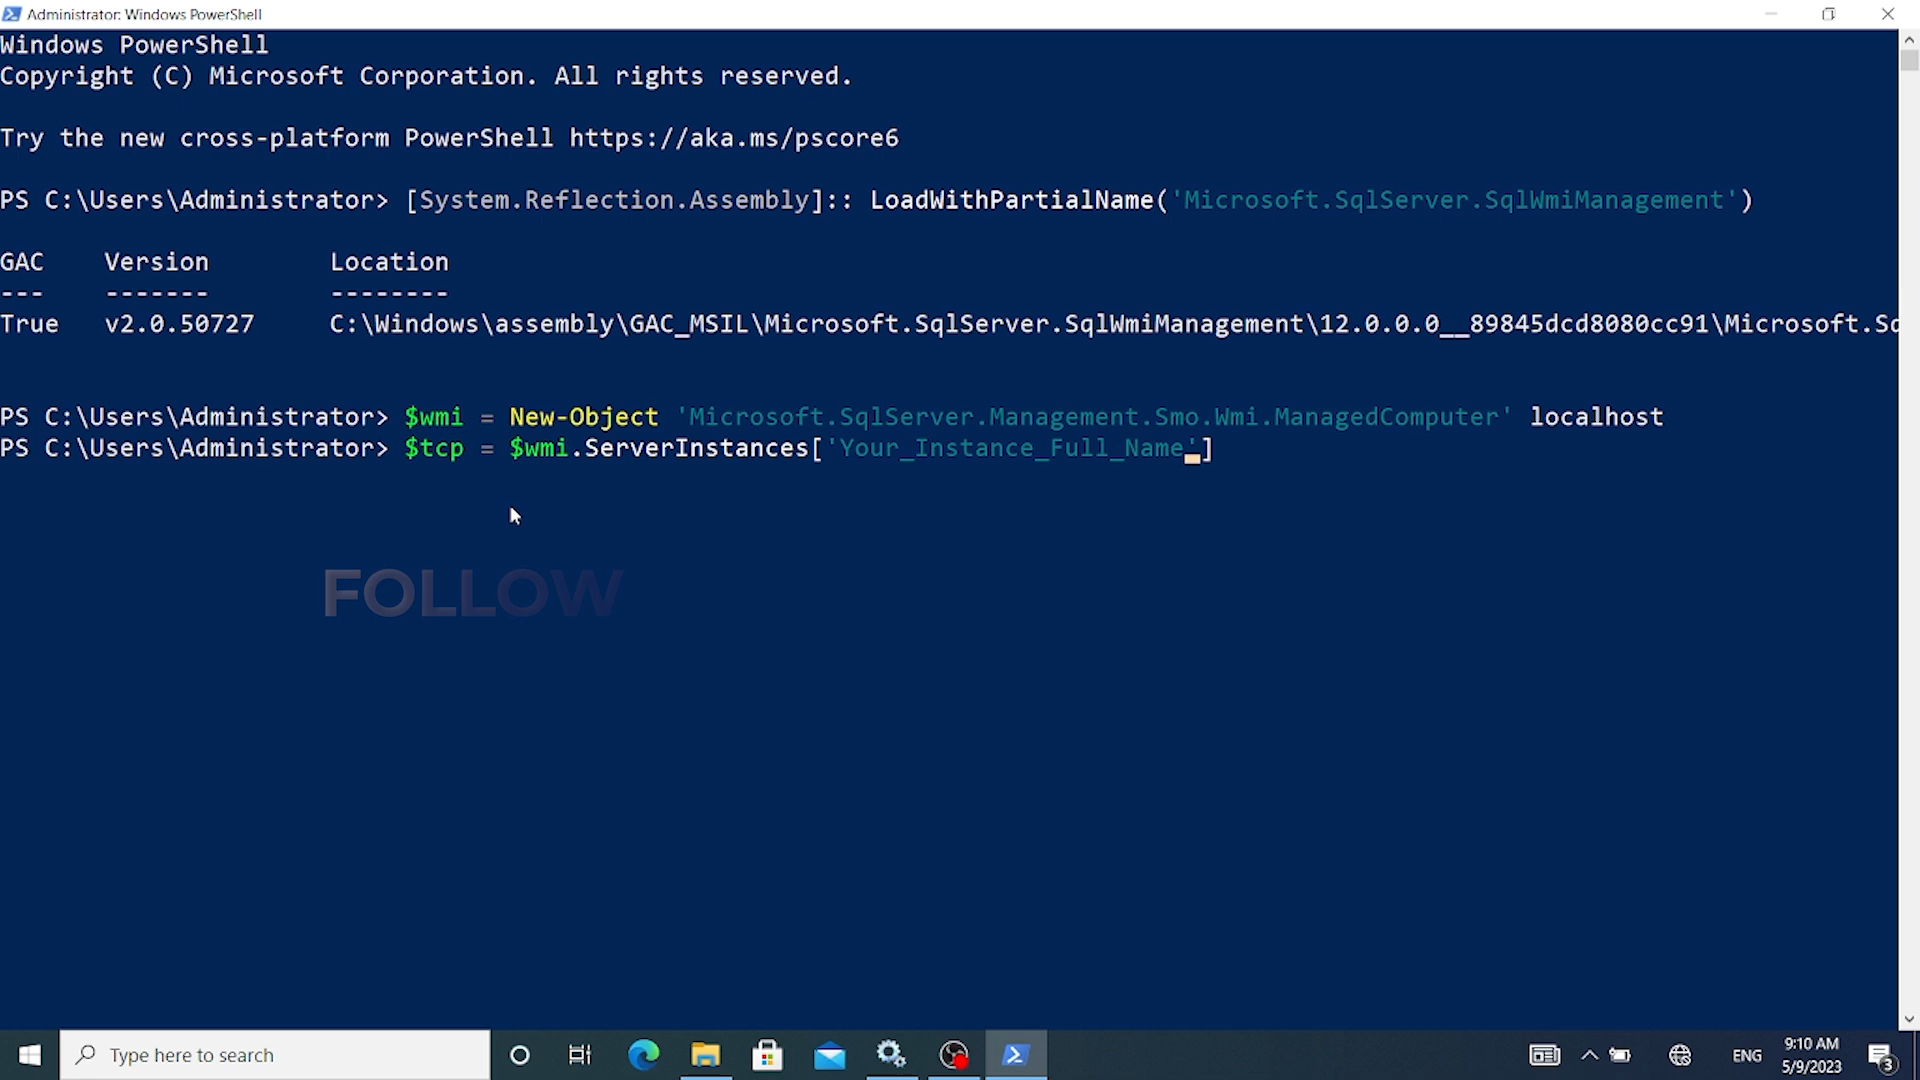 Administrator: Windows PowerShell
Windows PowerShell
Copyright (C) Microsoft Corporation. All rights reserved.
Try the new cross-platform PowerShell https://aka.ms/pscore6
PS C:\Users\Administrator> [System.Reflection.Assembly]:: LoadWithPartialName('Microsoft.SqlServer.SqlWmiManagement')
GAC    Version        Location
---    -------        --------
True   v2.0.50727     C:\Windows\assembly\GAC_MSIL\Microsoft.SqlServer.SqlWmiManagement\12.0.0.0__89845dcd8080cc91\Microsoft.Sq
PS C:\Users\Administrator> $wmi = New-Object 'Microsoft.SqlServer.Management.Smo.Wmi.ManagedComputer' localhost
PS C:\Users\Administrator> $tcp = $wmi.ServerInstances['Your_Instance_Full_Name']
FOLLOW
Type here to search
ENG
9:10 AM
5/9/2023
3